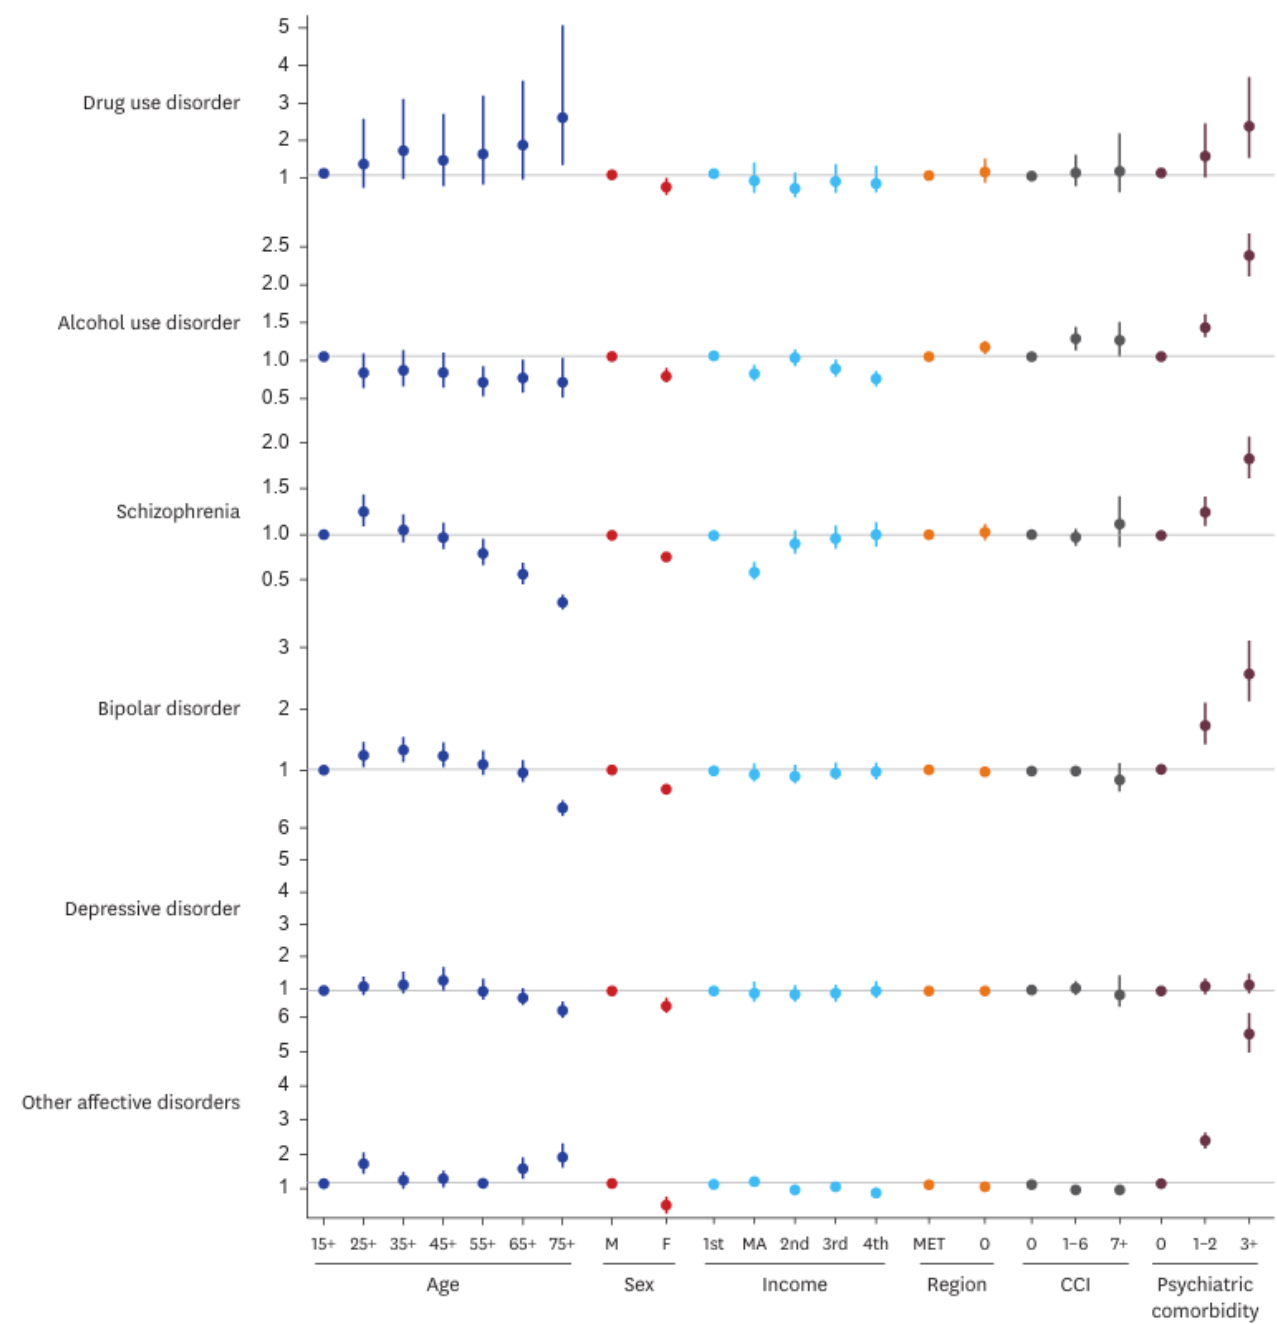 5
4
Drug use disorder 3
2
1
2.5
2.0
Alcohol use disorder 1.5
1.0
0.5
2.0
1.5
Schizophrenia
1.0
0.5
3
Bipolar disorder 2
1
6
5
4
Depressive disorder
3
2
1
6
5
4
Other affective disorders
3
2
1
15+ 25+ 35+ 45+ 55+ 65+ 75+ M F 1st MA 2nd 3rd 4th MET 0 0 1–6 7+ 0 1–2 3+
Age Sex Income Region CCI Psychiatric
comorbidity